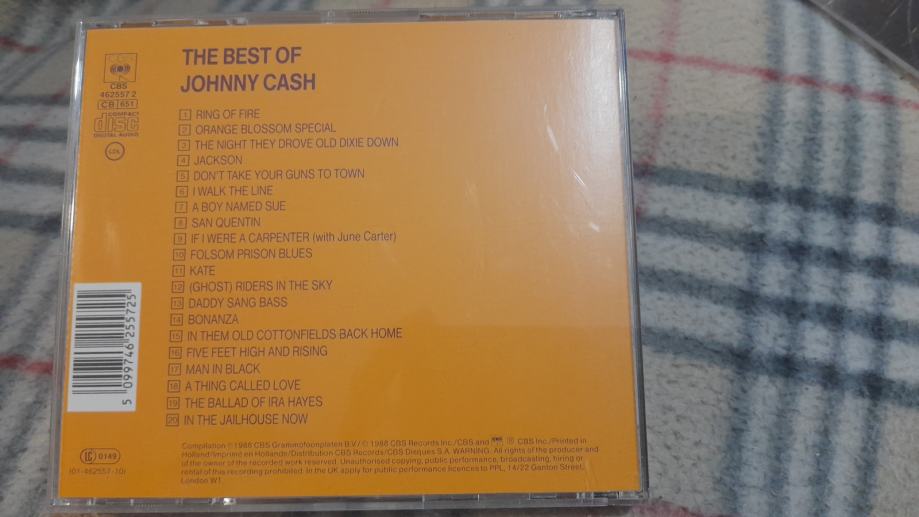 THE BEST OF
JOHNNY CASH
CBS
CBS
462557 2
CB 651
COMPACT
disc
DIGITAL AUDIO
LDL
1 RING OF FIRE
2 ORANGE BLOSSOM SPECIAL
3 THE NIGHT THEY DROVE OLD DIXIE DOWN
4 JACKSON
5 DON'T TAKE YOUR GUNS TO TOWN
6 I WALK THE LINE
7 A BOY NAMED SUE
8 SAN QUENTIN
9 IF I WERE A CARPENTER (with June Carter)
10 FOLSOM PRISON BLUES
11 KATE
12 (GHOST) RIDERS IN THE SKY
13 DADDY SANG BASS
14 BONANZA
15 IN THEM OLD COTTONFIELDS BACK HOME
16 FIVE FEET HIGH AND RISING
17 MAN IN BLACK
18 A THING CALLED LOVE
19 THE BALLAD OF IRA HAYES
20 IN THE JAILHOUSE NOW
5 099746 255725
LC 0149
(01-462557-10)
Compilation ℗ 1988 CBS Grammofoonplaten B.V./ © 1988 CBS Records Inc./CBS and ® CBS Inc./Printed in
Holland/Imprimé en Hollande/Distribution CBS Records/CBS Disques S.A. WARNING. All rights of the producer and
of the owner of the recorded work reserved. Unauthorised copying, public performance, broadcasting, hiring or
rental of this recording prohibited. In the UK apply for public performance licences to PPL, 14/22 Ganton Street,
London W1.